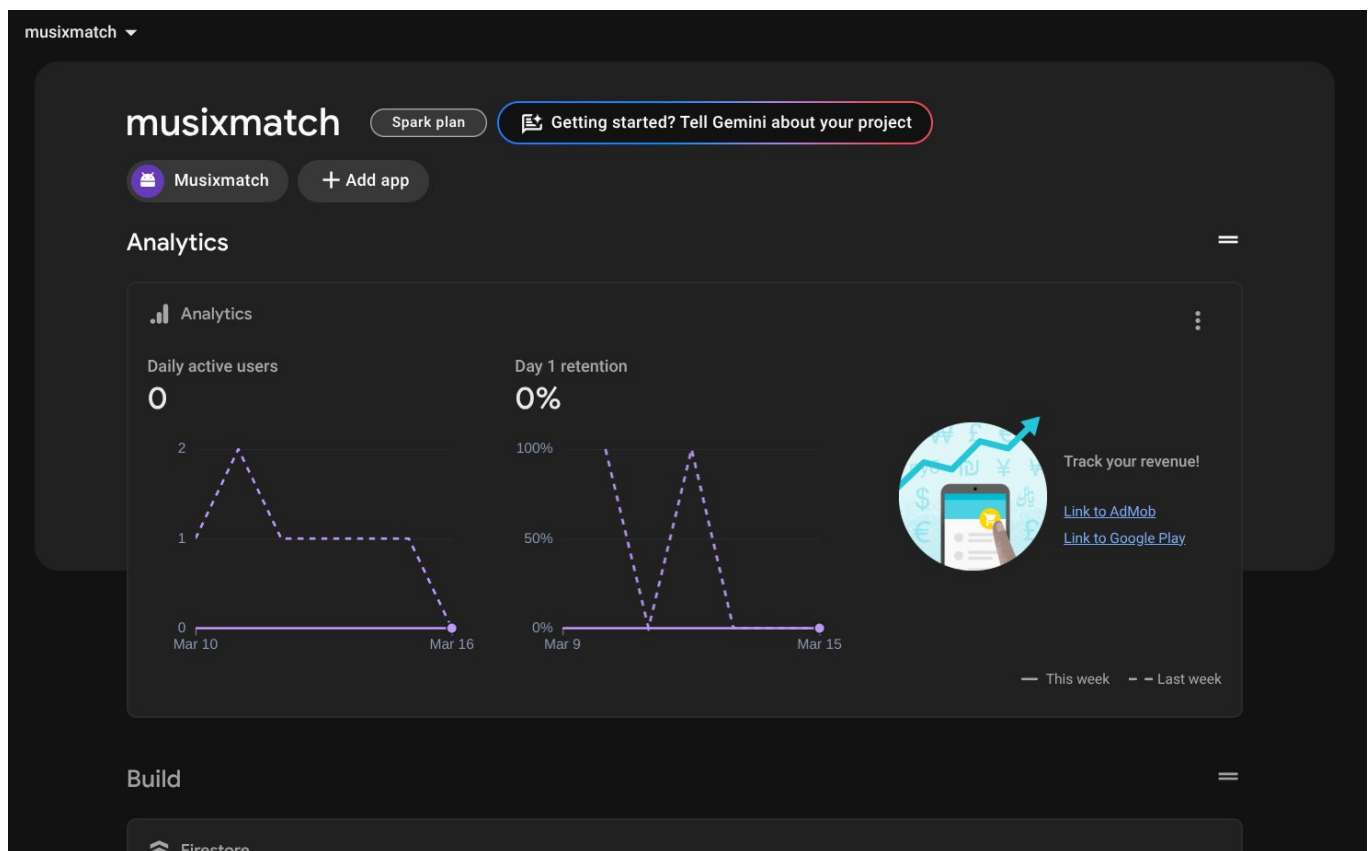 musixmatch
musixmatch
Spark plan
Getting started? Tell Gemini about your project
Musixmatch
+ Add app
Analytics
Analytics
Daily active users
0
2
1
0
Mar 10
Mar 16
Day 1 retention
0%
100%
50%
0%
Mar 9
Mar 15
Track your revenue!
Link to AdMob
Link to Google Play
This week
Last week
Build
Firestore